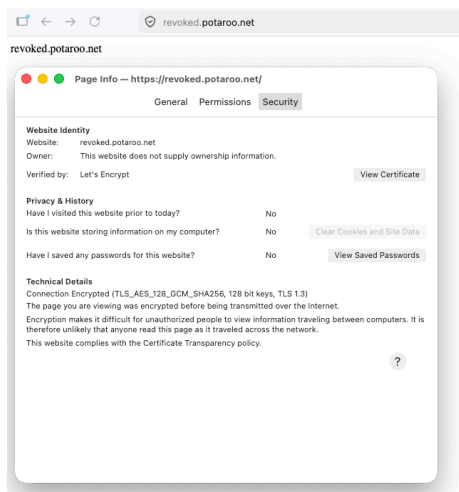 revoked.potaroo.net
revoked.potaroo.net
Page Info — https://revoked.potaroo.net/
General Permissions Security
Website Identity
Website: revoked.potaroo.net
Owner: This website does not supply ownership information.
Verified by: Let's Encrypt View Certificate
Privacy & History
Have I visited this website prior to today? No
Is this website storing information on my computer? No Clear Cookies and Site Data
Have I saved any passwords for this website? No View Saved Passwords
Technical Details
Connection Encrypted (TLS_AES_128_GCM_SHA256, 128 bit keys, TLS 1.3)
The page you are viewing was encrypted before being transmitted over the Internet.
Encryption makes it difficult for unauthorized people to view information traveling between computers. It is
therefore unlikely that anyone read this page as it traveled across the network.
This website complies with the Certificate Transparency policy.
?